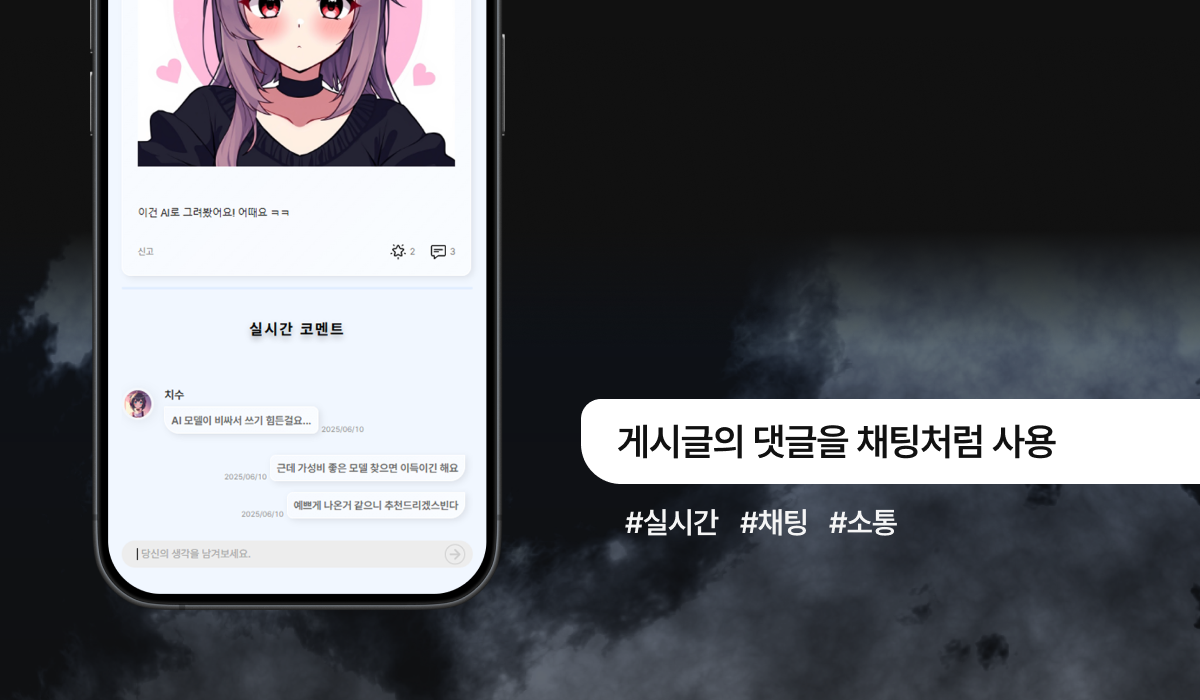 이건 AI로 그려봤어요! 어때요 ㅋㅋ
신고 2 3
실시간 코멘트
치수
AI 모델이 비싸서 쓰기 힘든걸요... 2025/06/10
2025/06/10 근데 가성비 좋은 모델 찾으면 이득이긴 해요
2025/06/10 예쁘게 나온거 같으니 추천드리겠스빈다
당신의 생각을 남겨보세요.
게시글의 댓글을 채팅처럼 사용
#실시간 #채팅 #소통